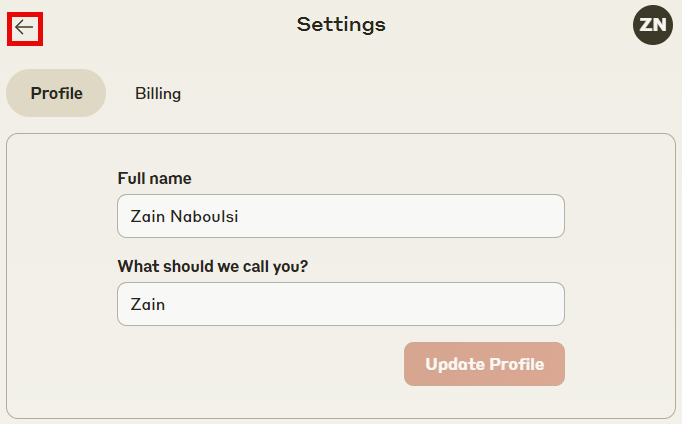 Settings
ZN
Profile
Billing
Full name
Zain Naboulsi
What should we call you?
Zain
Update Profile